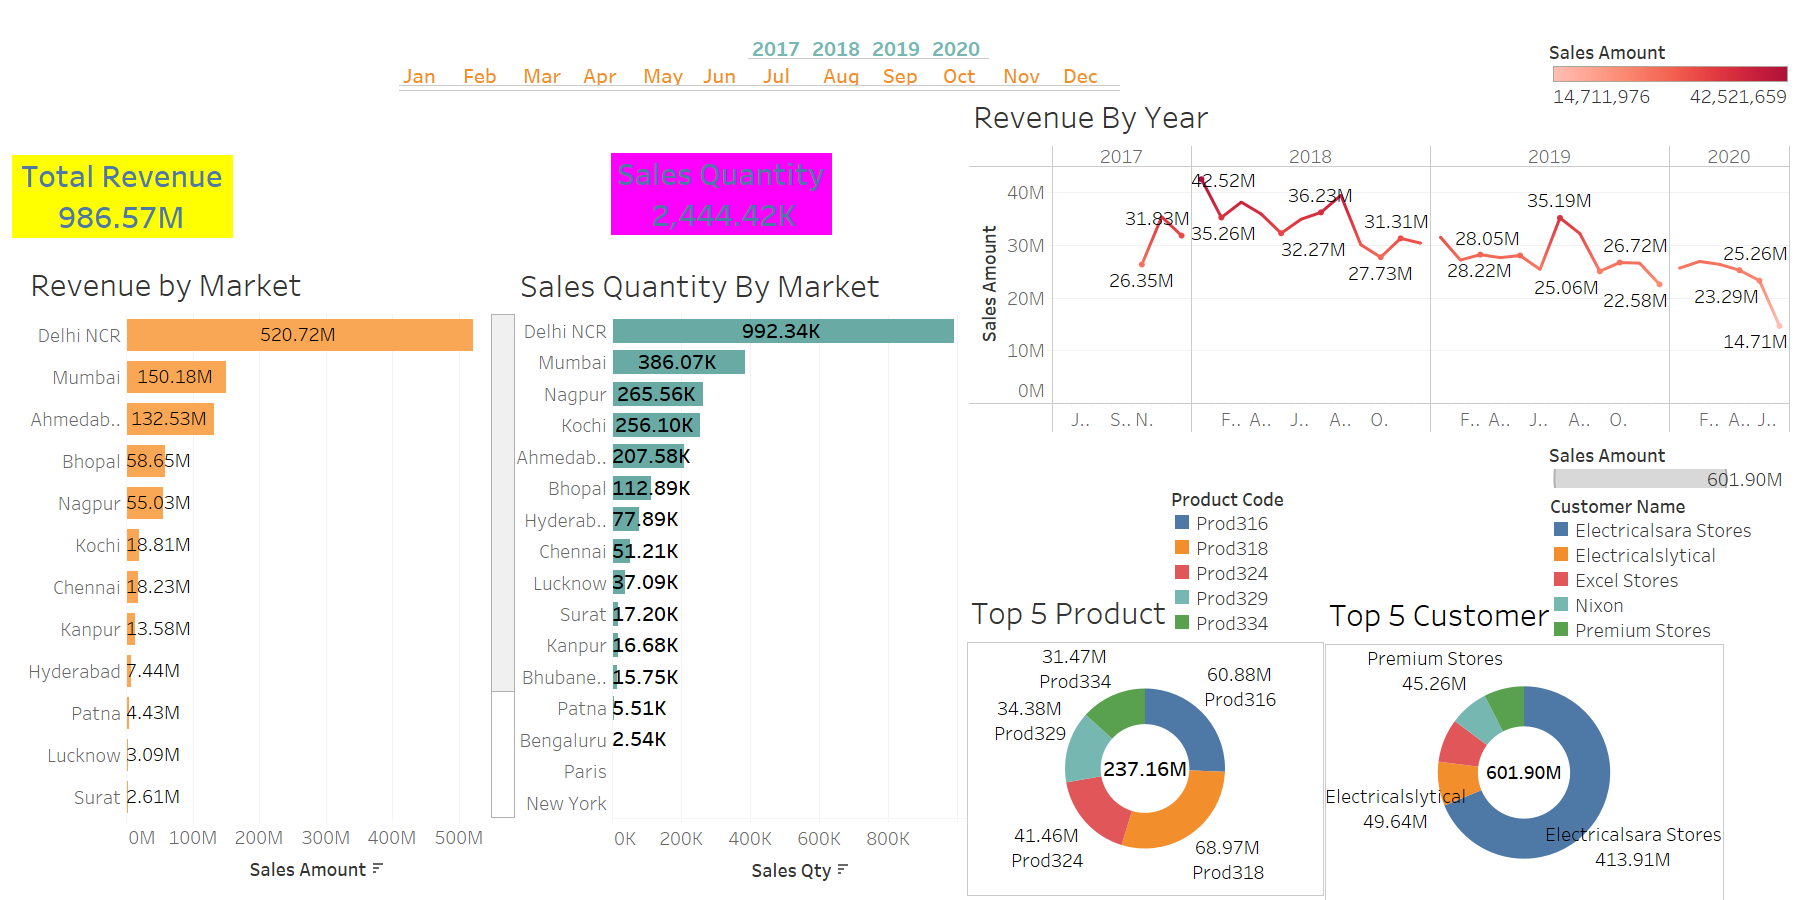 2017 2018 2019 2020
Jan Feb Mar Apr May Jun Jul Aug Sep Oct Nov Dec
Sales Amount
14,711,976 42,521,659
Total Revenue
986.57M
Sales Quantity
2,444.42K
Revenue by Market
Delhi NCR 520.72M
Mumbai 150.18M
Ahmedab.. 132.53M
Bhopal 58.65M
Nagpur 55.03M
Kochi 18.81M
Chennai 18.23M
Kanpur 13.58M
Hyderabad 7.44M
Patna 4.43M
Lucknow 3.09M
Surat 2.61M
0M 100M 200M 300M 400M 500M
Sales Amount
Sales Quantity By Market
Delhi NCR 992.34K
Mumbai 386.07K
Nagpur 265.56K
Kochi 256.10K
Ahmedab.. 207.58K
Bhopal 112.89K
Hyderab.. 77.89K
Chennai 51.21K
Lucknow 37.09K
Surat 17.20K
Kanpur 16.68K
Bhubane.. 15.75K
Patna 5.51K
Bengaluru 2.54K
Paris
New York
0K 200K 400K 600K 800K
Sales Qty
Revenue By Year
2017 2018 2019 2020
Sales Amount
40M
30M
20M
10M
0M
26.35M
31.83M
42.52M
35.26M
32.27M
36.23M
27.73M
31.31M
28.05M
28.22M
35.19M
25.06M
26.72M
22.58M
25.26M
23.29M
14.71M
J.. S.. N. F.. A.. J.. A.. O. F.. A.. J.. A.. O. F.. A.. J..
Product Code
Prod316
Prod318
Prod324
Prod329
Prod334
Top 5 Product
31.47M
Prod334
60.88M
Prod316
34.38M
Prod329
237.16M
41.46M
Prod324
68.97M
Prod318
Sales Amount
601.90M
Customer Name
Electricalsara Stores
Electricalslytical
Excel Stores
Nixon
Premium Stores
Top 5 Customer
Premium Stores
45.26M
601.90M
Electricalslytical
49.64M
Electricalsara Stores
413.91M